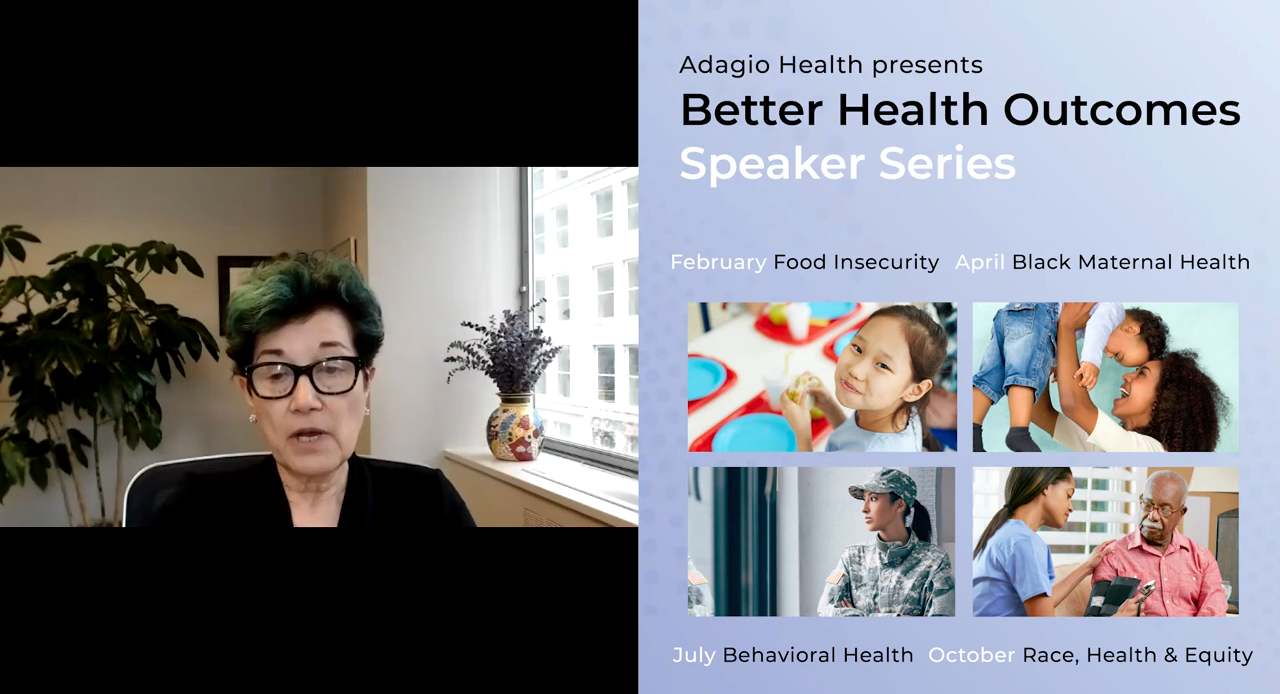 Adagio Health presents
Better Health Outcomes
Speaker Series
February Food Insecurity
April Black Maternal Health
July Behavioral Health
October Race, Health & Equity